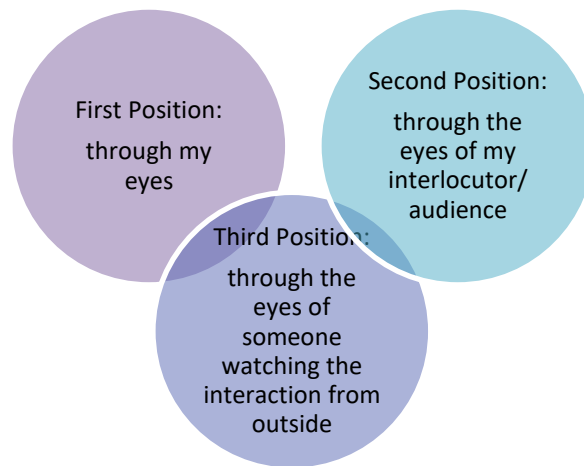 First Position:
through my
eyes
Second Position:
through the
eyes of my
interlocutor/
audience
Third Position:
through the
eyes of
someone
watching the
interaction from
outside